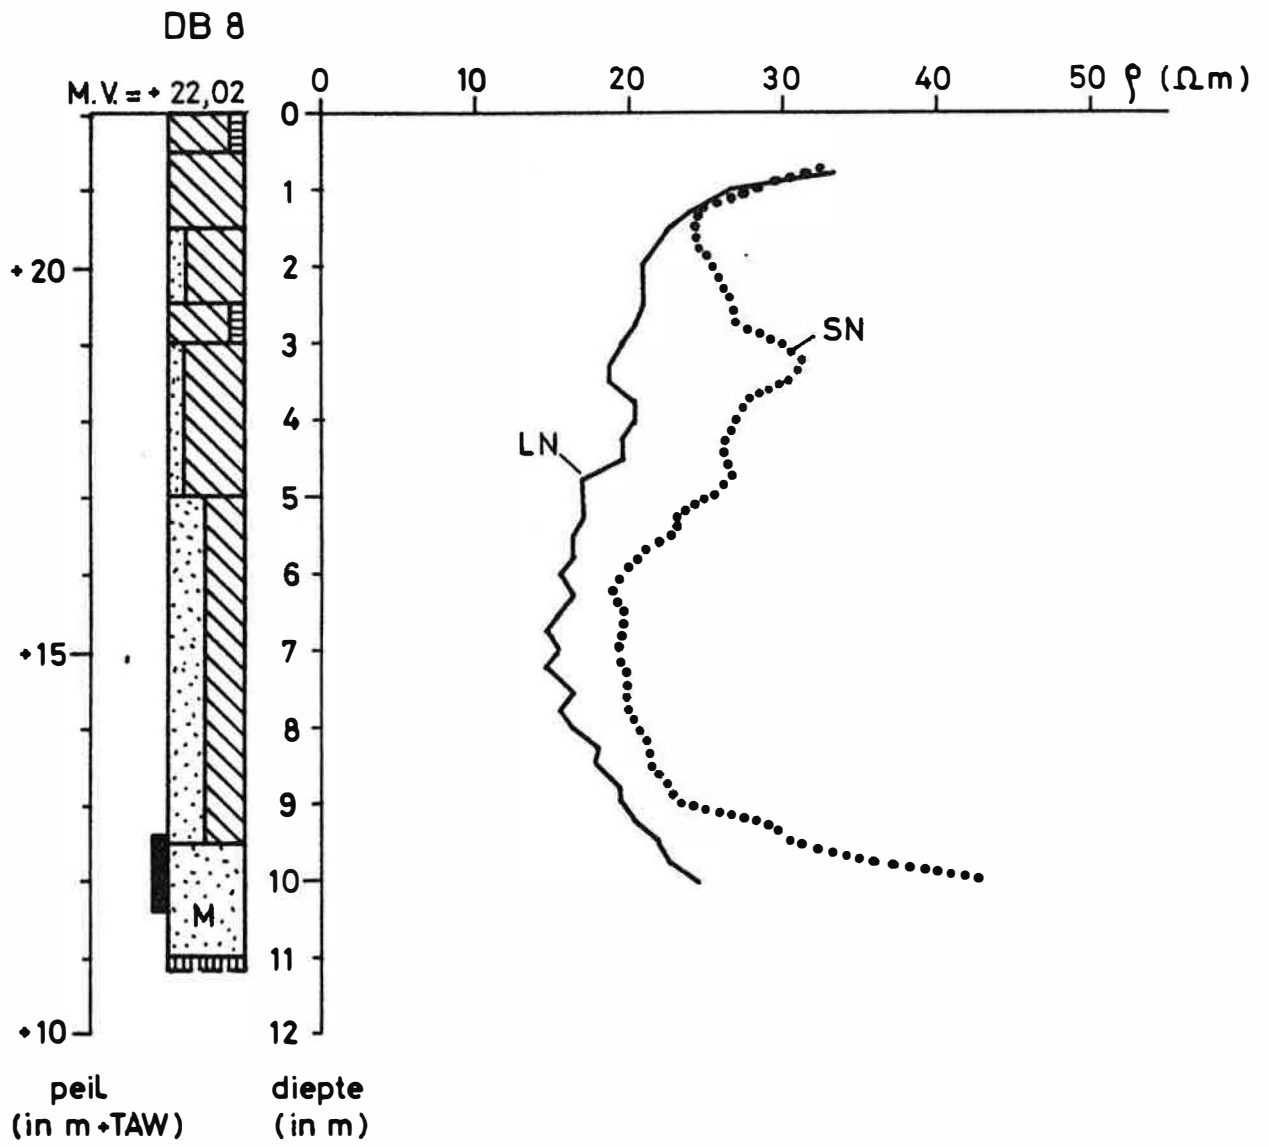 DB 8
M.V. = + 22,02
0 10 20 30 40 50 ρ (Ωm)
0
1
+20
2
SN
3
4
LN
5
6
+15
7
8
9
10
M
11
+10
12
peil
(in m +TAW)
diepte
(in m)